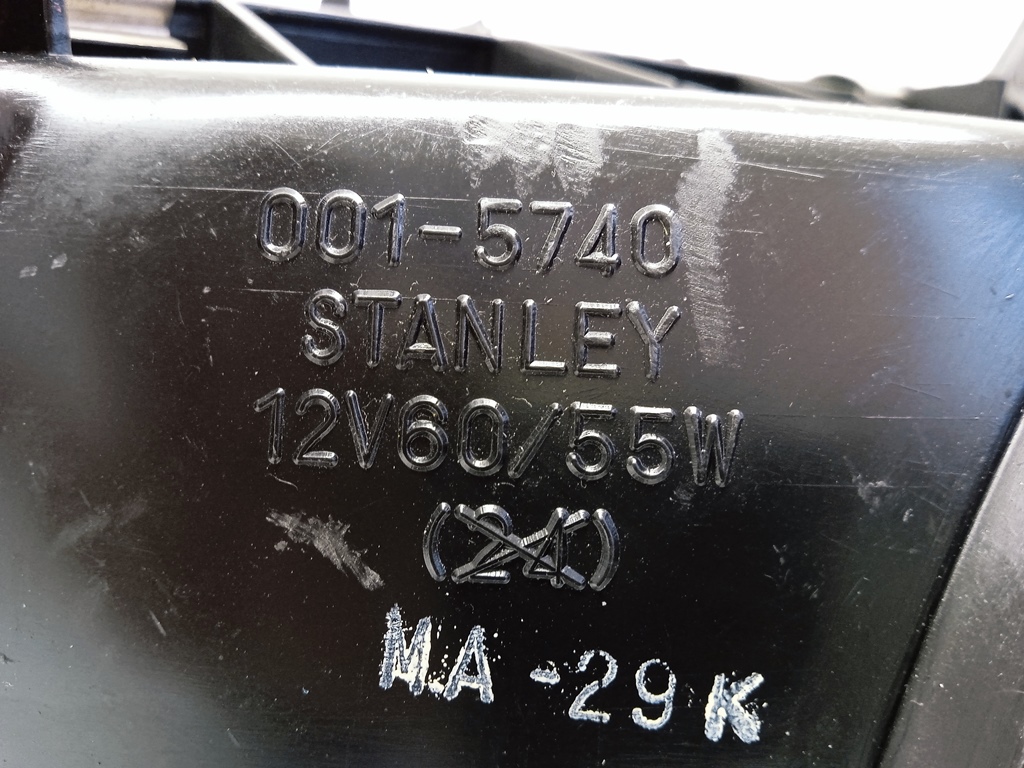 001-5740
STANLEY
12V60/55W
(24)
MA-29K